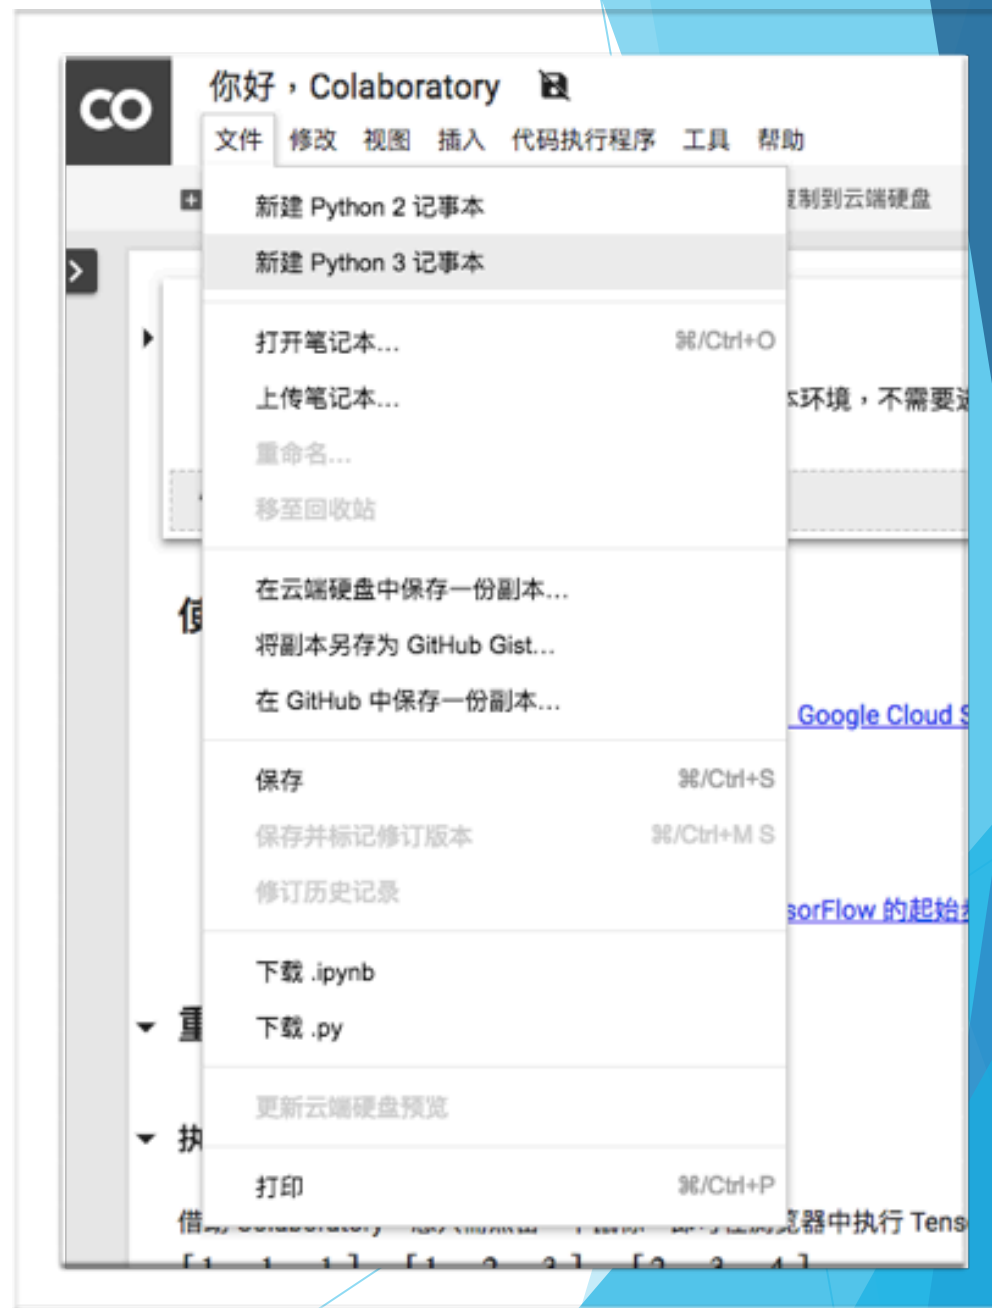 CO
你好，Colaboratory
文件 修改 视图 插入 代码执行程序 工具 帮助
新建 Python 2 记事本
制到云端硬盘
新建 Python 3 记事本
打开笔记本... ⌘/Ctrl+O
上传笔记本...
环境，不需要
重命名...
移至回收站
在云端硬盘中保存一份副本...
使
将副本另存为 GitHub Gist...
在 GitHub 中保存一份副本...
Google Cloud S
保存 ⌘/Ctrl+S
保存并标记修订版本 ⌘/Ctrl+M S
修订历史记录
sorFlow 的起始
下载 .ipynb
重
下载 .py
更新云端硬盘预览
执
打印 ⌘/Ctrl+P
借 器中执行 Tens